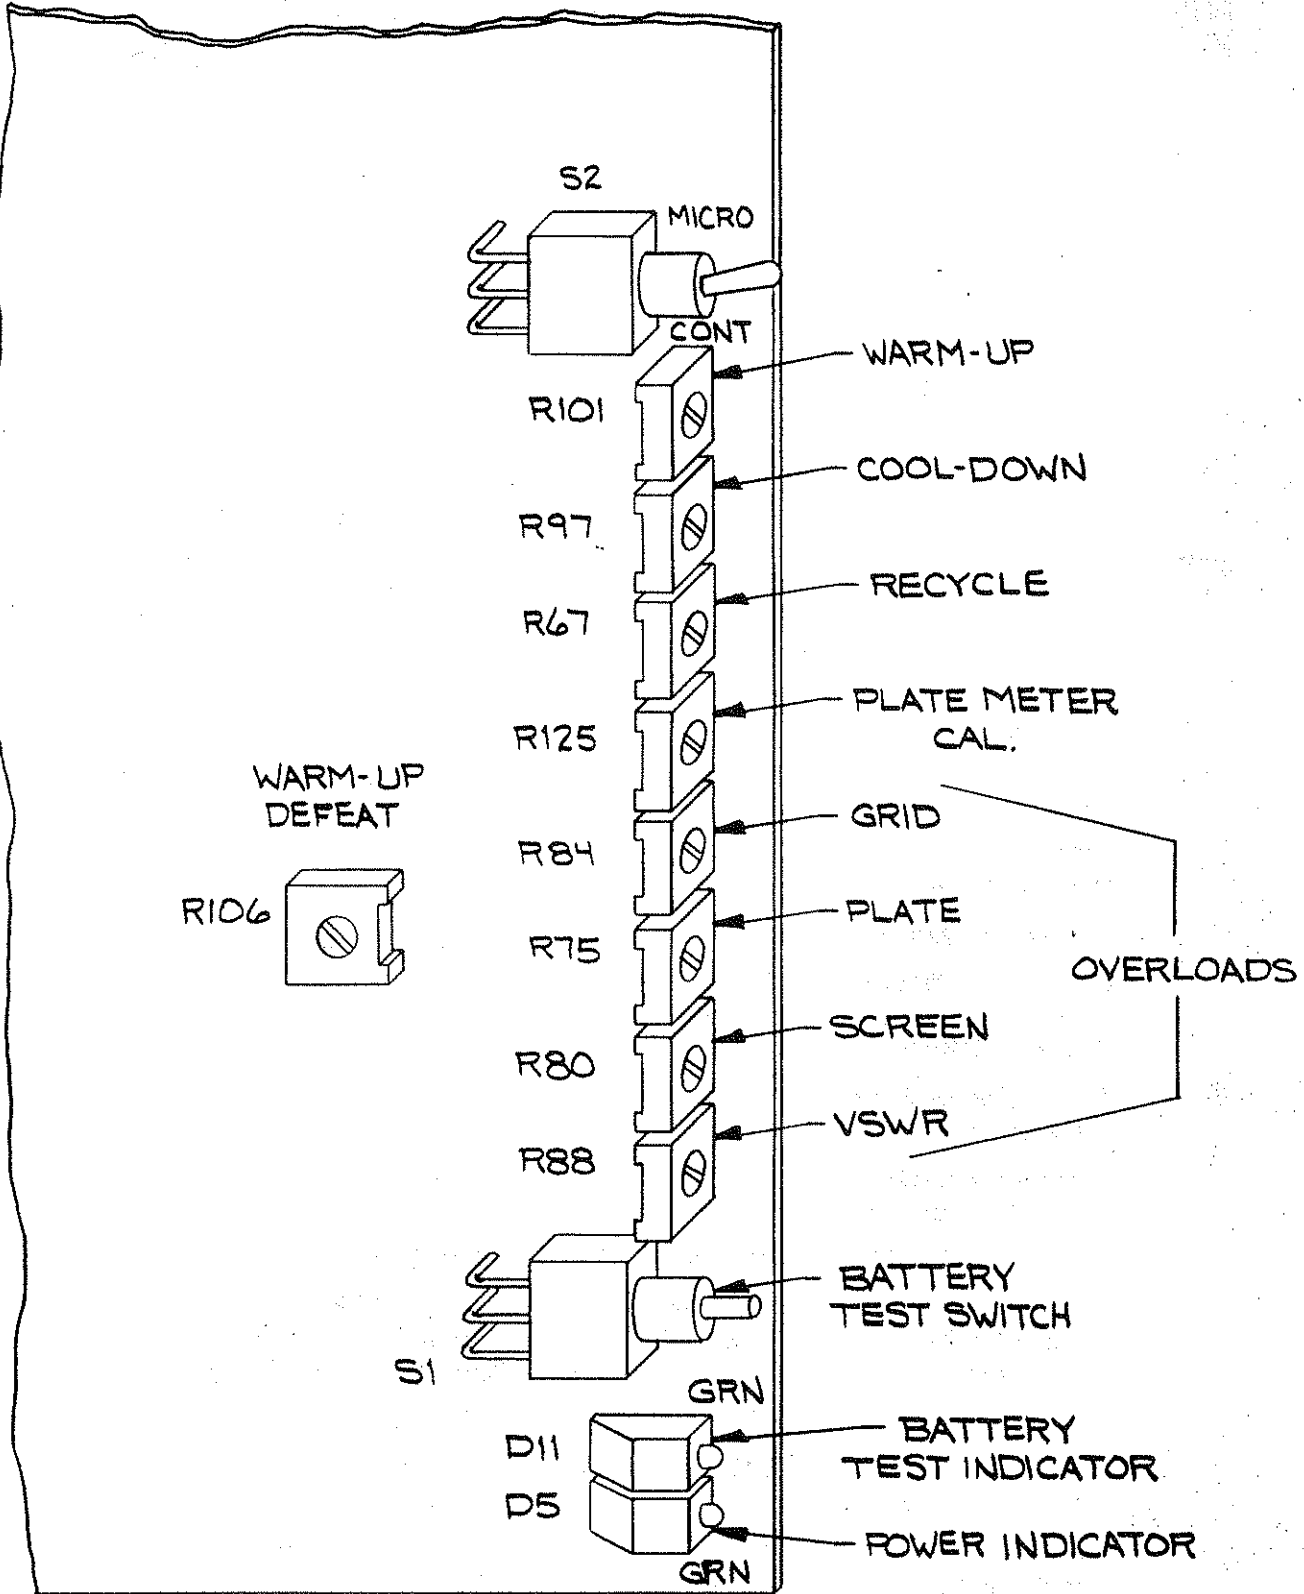 S2
MICRO
CONT
WARM-UP
R101
COOL-DOWN
R97
RECYCLE
R67
PLATE METER
CAL.
R125
WARM-UP
DEFEAT
GRID
R84
R106
PLATE
R75
OVERLOADS
SCREEN
R80
VSWR
R88
BATTERY
TEST SWITCH
S1
GRN
BATTERY
TEST INDICATOR
D11
D5
POWER INDICATOR
GRN